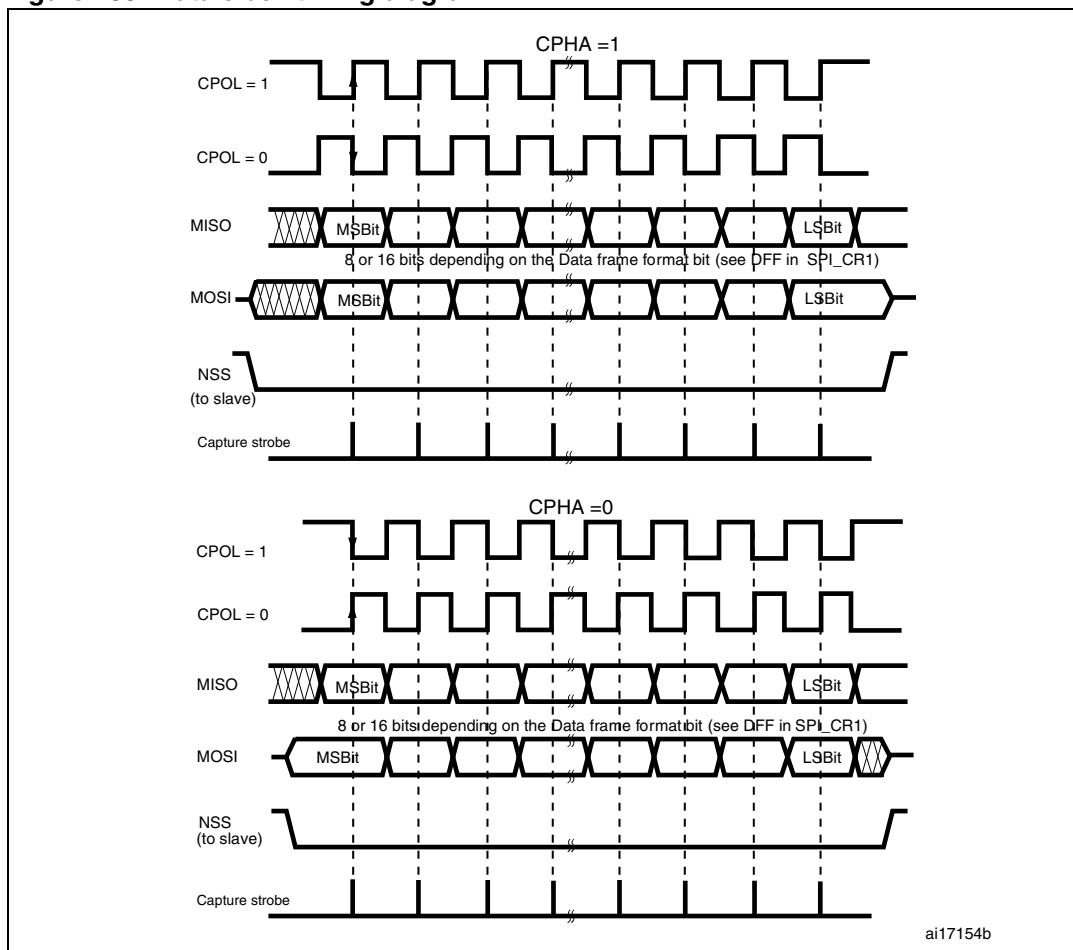 CPHA =1
CPOL = 1
CPOL = 0
MISO
MSBit
LSBit
8 or 16 bits depending on the Data frame format bit (see DFF in SPI_CR1)
MOSI
MSBit
LSBit
NSS
(to slave)
Capture strobe
CPHA =0
CPOL = 1
CPOL = 0
MISO
MSBit
LSBit
8 or 16 bits depending on the Data frame format bit (see DFF in SPI_CR1)
MOSI
MSBit
LSBit
NSS
(to slave)
Capture strobe
ai17154b